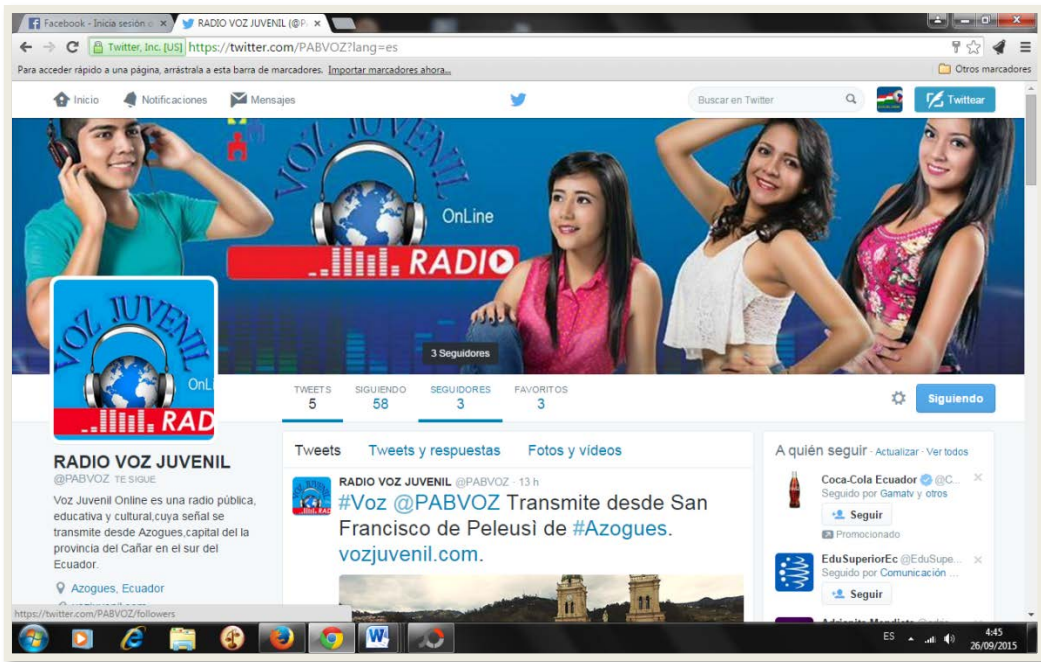 Facebook - Inicia sesión o
RADIO VOZ JUVENIL (@P
Twitter, Inc. [US] https://twitter.com/PABVOZ?lang=es
Para acceder rápido a una página, arrástrala a esta barra de marcadores. Importar marcadores ahora...
Otros marcadores
Inicio
Notificaciones
Mensajes
Buscar en Twitter
Twittear
VOZ JUVENIL
OnLine
RADIO
3 Seguidores
VOZ JUVENIL
OnLi
RAD
TWEETS
5
SIGUIENDO
58
SEGUIDORES
3
FAVORITOS
3
Siguiendo
RADIO VOZ JUVENIL
@PABVOZ TE SIGUE
Voz Juvenil Online es una radio pública,
educativa y cultural,cuya señal se
transmite desde Azogues,capital del la
provincia del Cañar en el sur del
Ecuador.
Azogues, Ecuador
Tweets
Tweets y respuestas
Fotos y vídeos
RADIO VOZ JUVENIL @PABVOZ · 13 h
#Voz @PABVOZ Transmite desde San
Francisco de Peleusì de #Azogues.
vozjuvenil.com.
A quién seguir · Actualizar · Ver todos
Coca-Cola Ecuador @C...
Seguido por Gamatv y otros
Seguir
Promocionado
EduSuperiorEc @EduSupe...
Seguido por Comunicación ...
Seguir
https://twitter.com/PABVOZ/followers
ES
4:45
26/09/2015